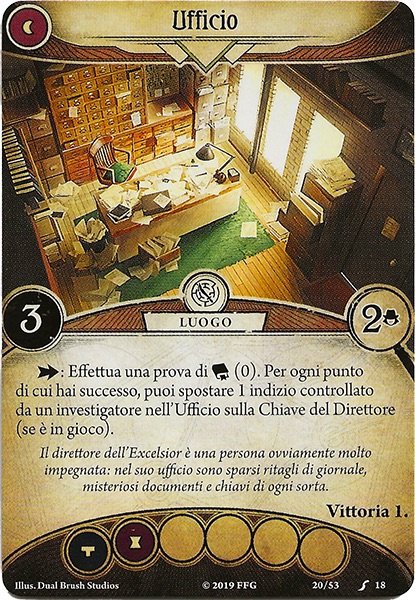 Ufficio
3
LUOGO
2
: Effettua una prova di (0). Per ogni punto
di cui hai successo, puoi spostare 1 indizio controllato
da un investigatore nell'Ufficio sulla Chiave del Direttore
(se è in gioco).
Il direttore dell'Excelsior è una persona ovviamente molto
impegnata: nel suo ufficio sono sparsi ritagli di giornale,
misteriosi documenti e chiavi di ogni sorta.
Vittoria 1.
Illus. Dual Brush Studios © 2019 FFG 20/53 18